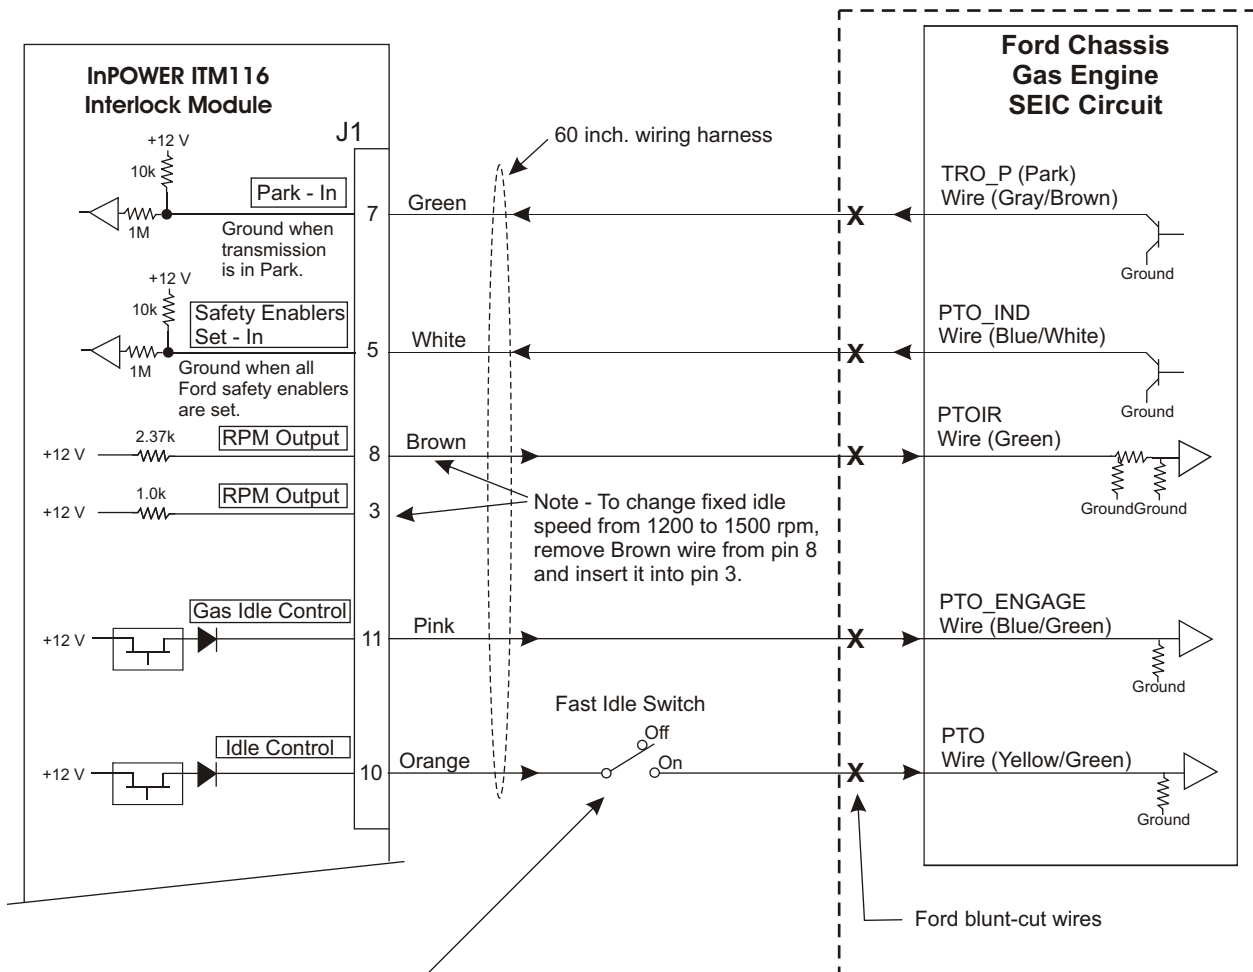 InPOWER ITM116
Interlock Module
J1
+12 V
10k
1M
Park - In
Ground when
transmission
is in Park.
7
Green
60 inch. wiring harness
+12 V
10k
1M
Safety Enablers
Set - In
Ground when all
Ford safety enablers
are set.
5
White
+12 V
2.37k
RPM Output
8
Brown
+12 V
1.0k
RPM Output
3
Note - To change fixed idle
speed from 1200 to 1500 rpm,
remove Brown wire from pin 8
and insert it into pin 3.
+12 V
Gas Idle Control
11
Pink
+12 V
Idle Control
10
Orange
Fast Idle Switch
Off
On
Ford Chassis
Gas Engine
SEIC Circuit
TRO_P (Park)
Wire (Gray/Brown)
X
Ground
PTO_IND
Wire (Blue/White)
X
Ground
PTOIR
Wire (Green)
X
Ground
Ground
PTO_ENGAGE
Wire (Blue/Green)
X
Ground
PTO
Wire (Yellow/Green)
X
Ground
Ford blunt-cut wires